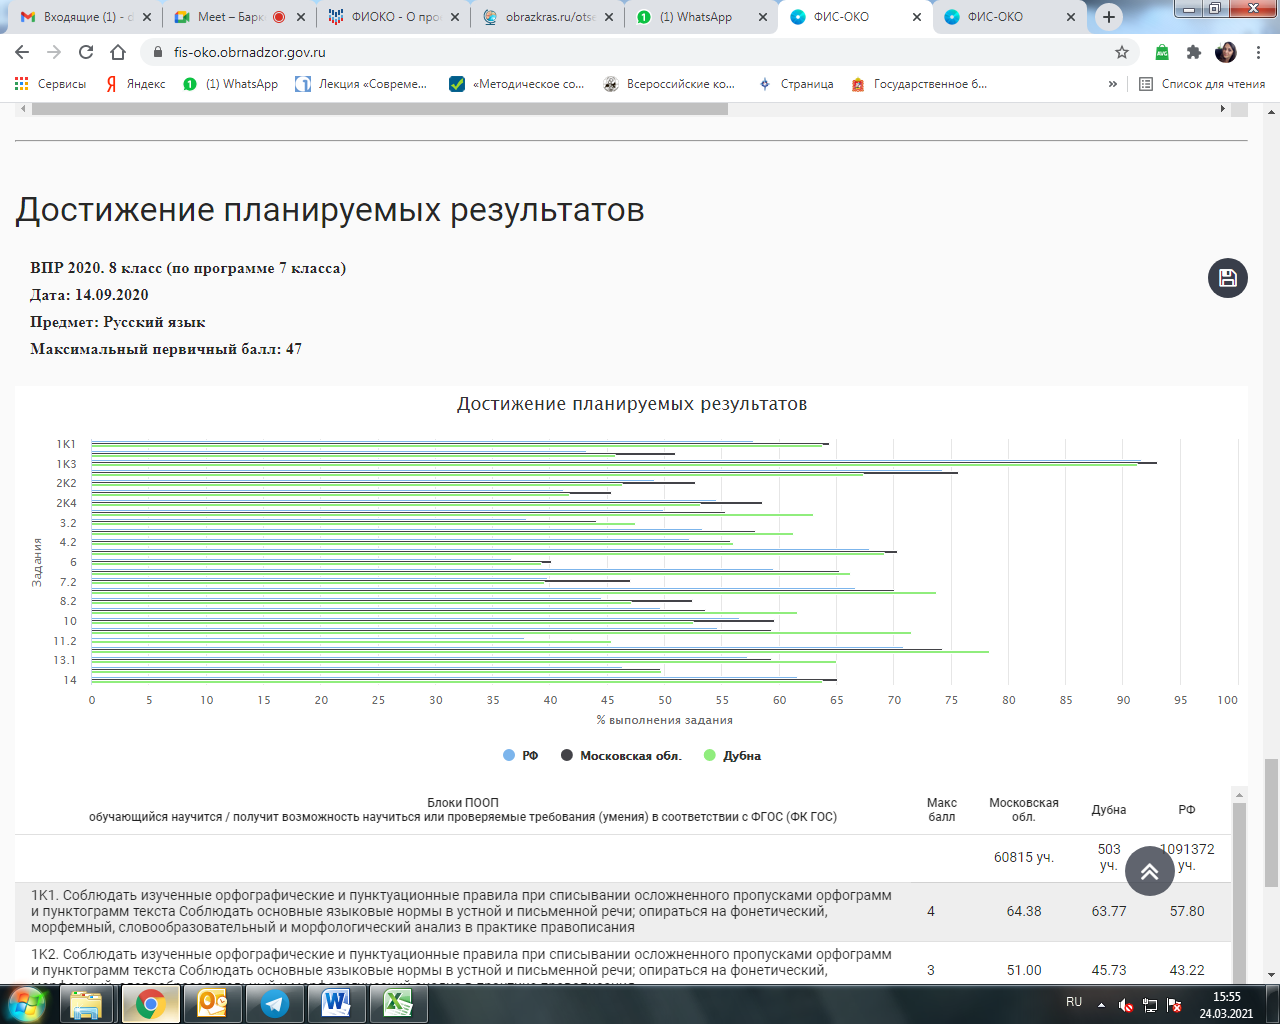 Входящие (1) - d
Meet – Барк
ФИОКО - О про
obrazkras.ru/otse
(1) WhatsApp
ФИС-ОКО
ФИС-ОКО
fis-oko.obrnadzor.gov.ru
Сервисы
Яндекс
(1) WhatsApp
Лекция «Совреме...
«Методическое со...
Всероссийские ко...
Страница
Государственное б...
»
Список для чтения
Достижение планируемых результатов
ВПР 2020. 8 класс (по программе 7 класса)
Дата: 14.09.2020
Предмет: Русский язык
Максимальный первичный балл: 47
Достижение планируемых результатов
Задания
1K1
1K3
2K2
2K4
3.2
4.2
6
7.2
8.2
10
11.2
13.1
14
0 5 10 15 20 25 30 35 40 45 50 55 60 65 70 75 80 85 90 95 100
% выполнения задания
РФ Московская обл. Дубна
Блоки ПООП
обучающийся научится / получит возможность научиться или проверяемые требования (умения) в соответствии с ФГОС (ФК ГОС)
Макс
балл
Московская
обл.
Дубна
РФ
60815 уч.
503
уч.
1091372
уч.
1K1. Соблюдать изученные орфографические и пунктуационные правила при списывании осложненного пропусками орфограмм
и пунктограмм текста Соблюдать основные языковые нормы в устной и письменной речи; опираться на фонетический,
морфемный, словообразовательный и морфологический анализ в практике правописания
4 64.38 63.77 57.80
1K2. Соблюдать изученные орфографические и пунктуационные правила при списывании осложненного пропусками орфограмм
и пунктограмм текста Соблюдать основные языковые нормы в устной и письменной речи; опираться на фонетический,
3 51.00 45.73 43.22
RU
15:55
24.03.2021